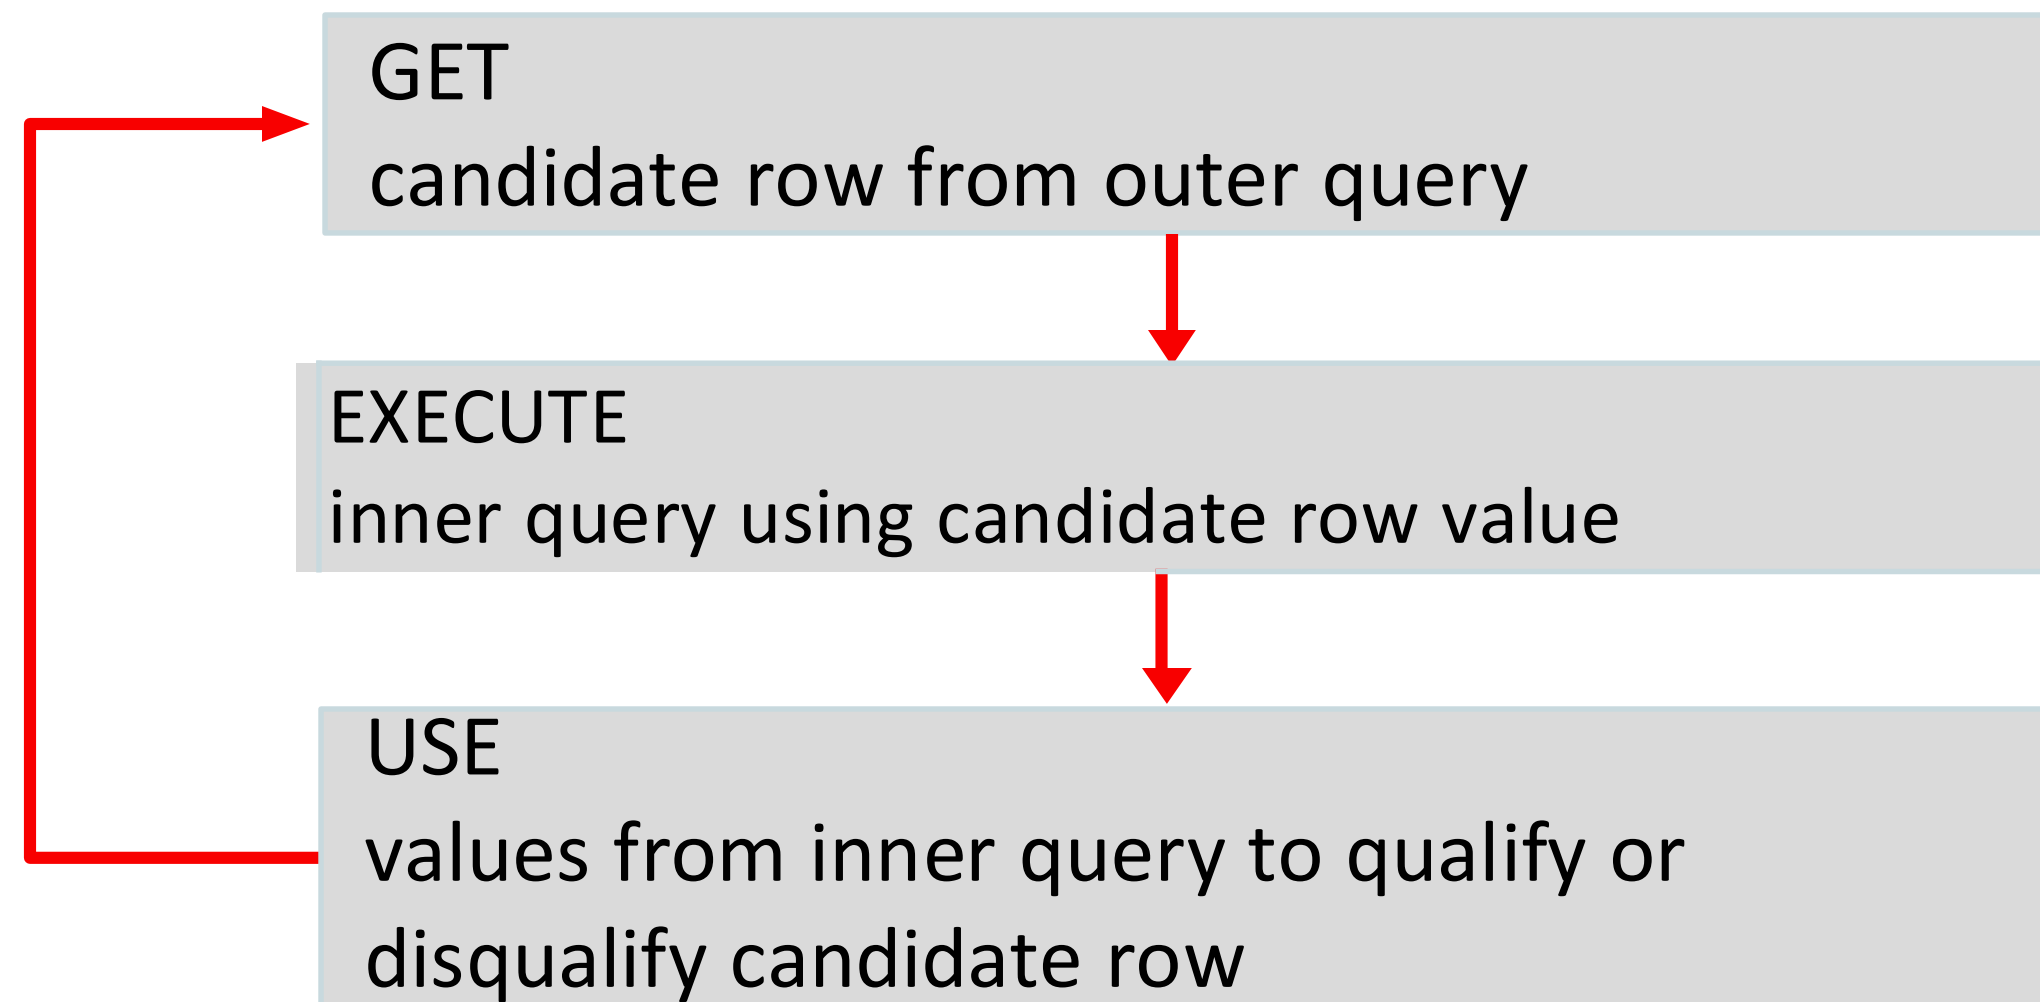 GET
candidate row from outer query
EXECUTE
inner query using candidate row value
USE
values from inner query to qualify or
disqualify candidate row